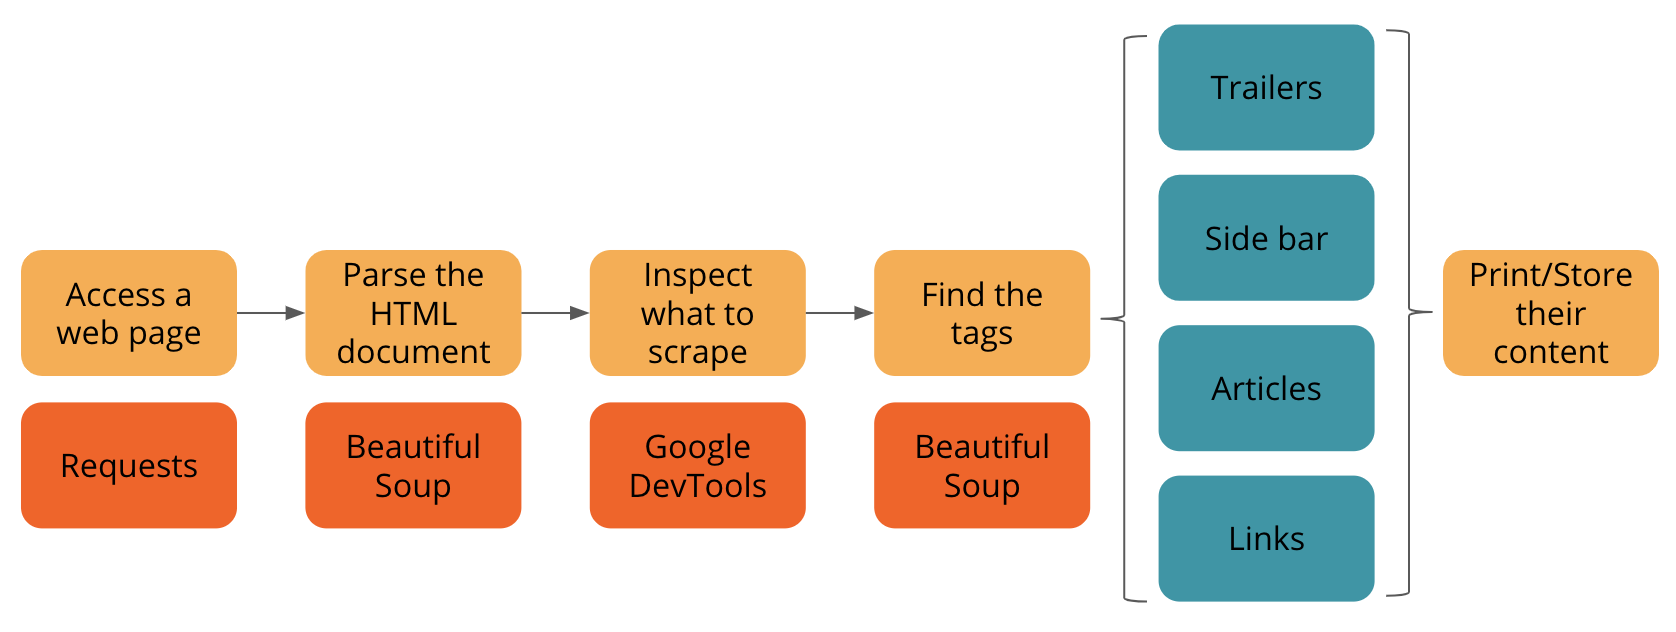 Access a
web page
Parse the
HTML
document
Inspect
what to
scrape
Find the
tags
Requests
Beautiful
Soup
Google
DevTools
Beautiful
Soup
Trailers
Side bar
Articles
Links
Print/Store
their
content